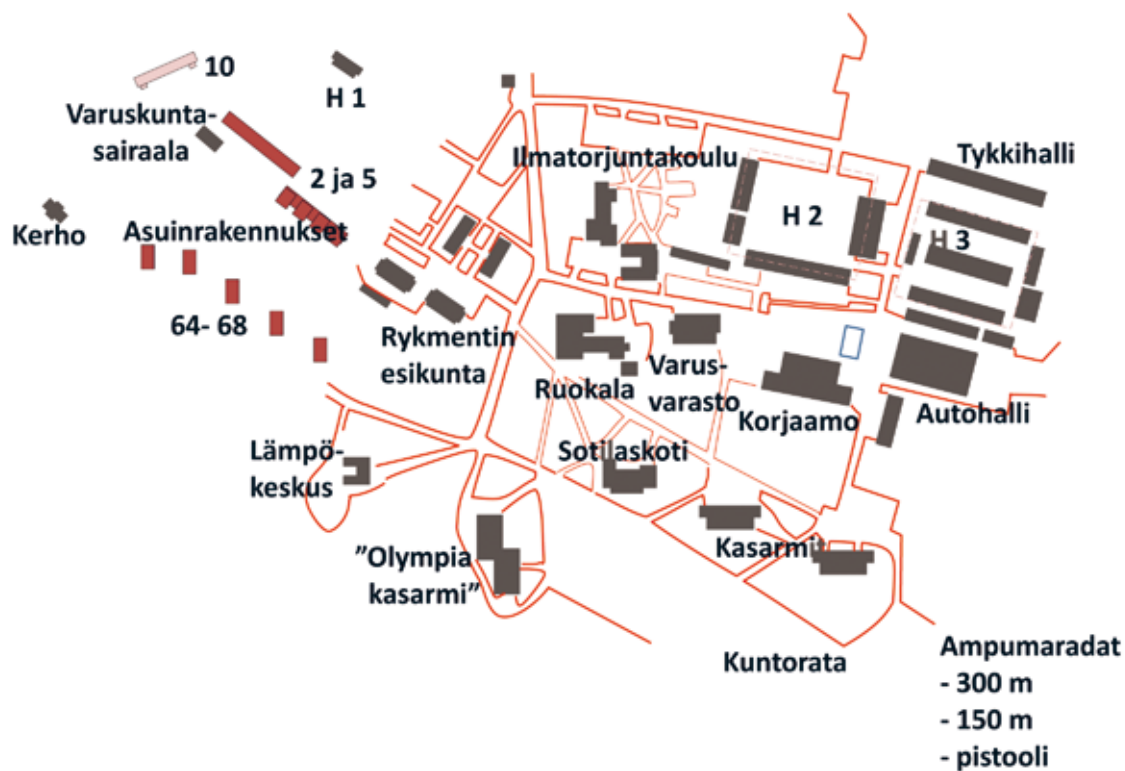 10
H 1
Varuskunta-
sairaala
Ilmatorjuntakoulu
Tykkihalli
2 ja 5
H 2
H 3
Kerho
Asuinrakennukset
64- 68
Rykmentin
esikunta
Ruokala
Varus-
varasto
Korjaamo
Autohalli
Lämpö-
keskus
Sotilaskoti
"Olympia
kasarmi"
Kasarmit
Kuntorata
Ampumaradat
- 300 m
- 150 m
- pistooli